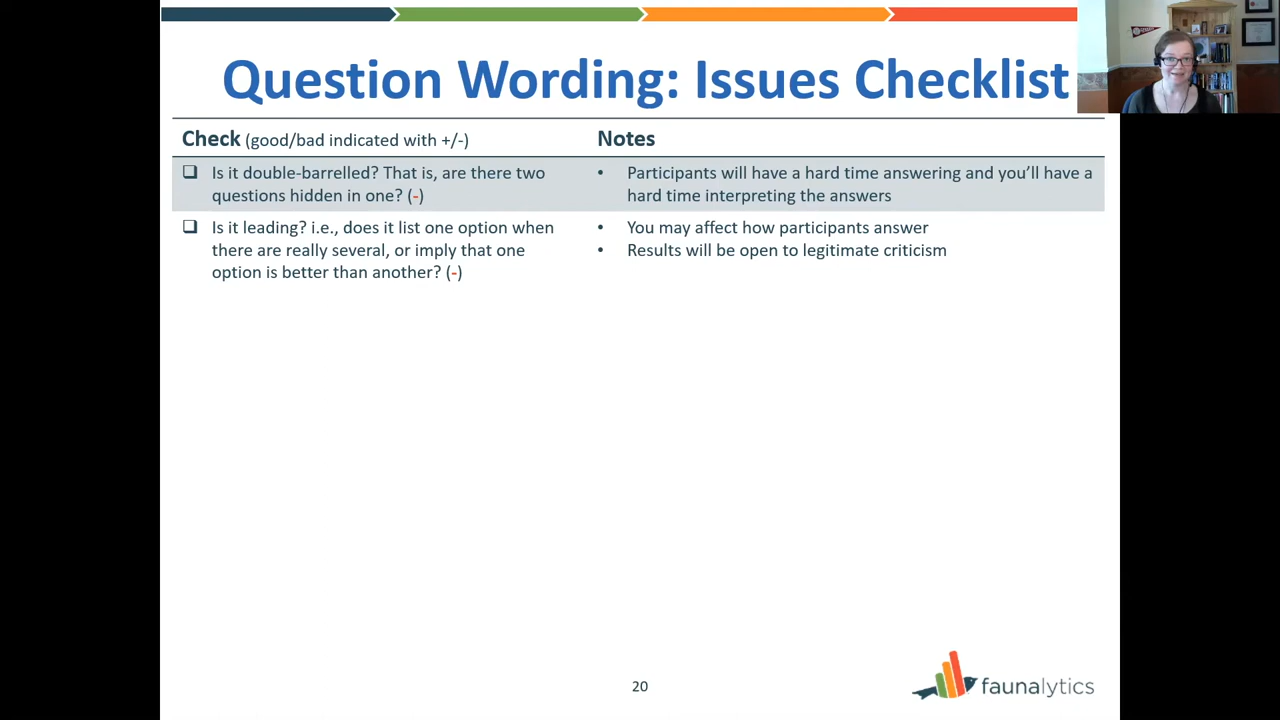 Question Wording: Issues Checklist
Check (good/bad indicated with +/-)
Notes
❑ Is it double-barrelled? That is, are there two
questions hidden in one? (-)
• Participants will have a hard time answering and you’ll have a
hard time interpreting the answers
❑ Is it leading? i.e., does it list one option when
there are really several, or imply that one
option is better than another? (-)
• You may affect how participants answer
• Results will be open to legitimate criticism
20
faunalytics